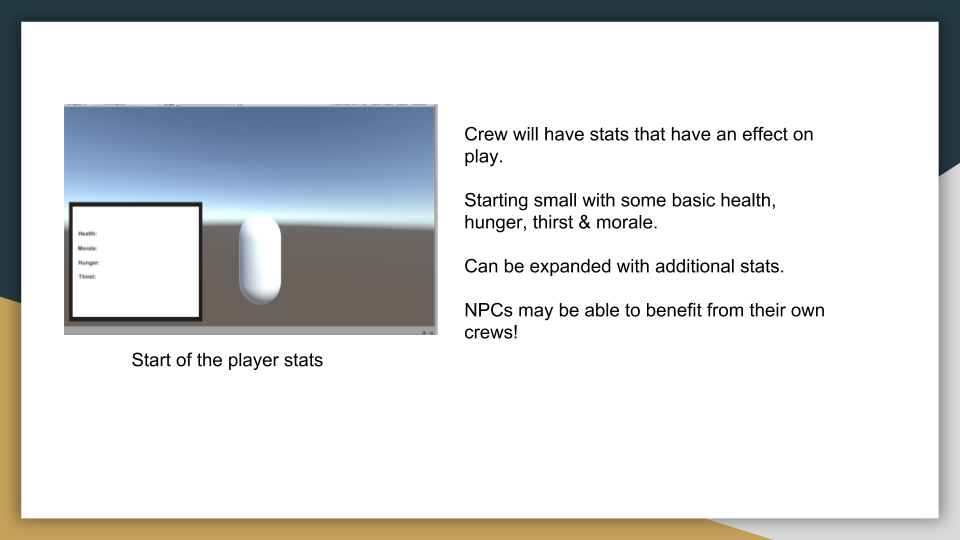 Health:
Morale:
Hunger:
Thirst:
Start of the player stats
Crew will have stats that have an effect on
play.
Starting small with some basic health,
hunger, thirst & morale.
Can be expanded with additional stats.
NPCs may be able to benefit from their own
crews!